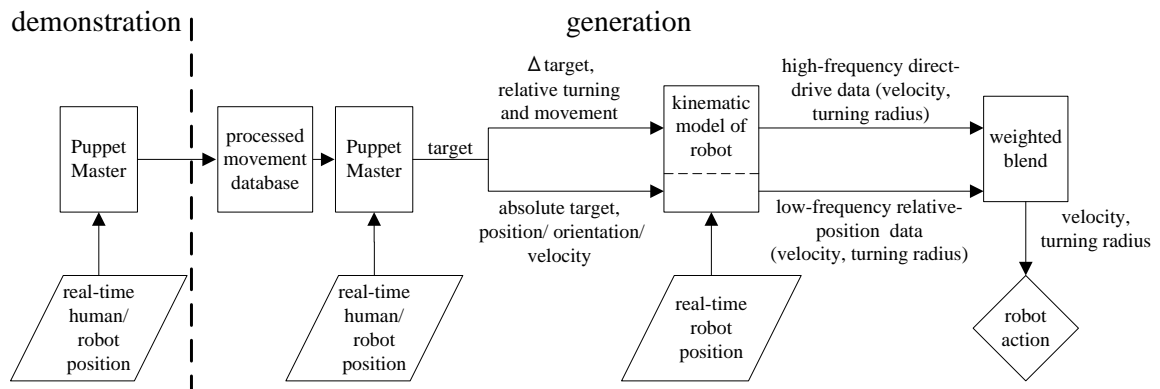 demonstration
generation
Puppet
Master
real-time
human/
robot
position
processed
movement
database
Puppet
Master
real-time
human/
robot
position
target
Δ target,
relative turning
and movement
absolute target,
position/ orientation/
velocity
kinematic
model of
robot
real-time
robot
position
high-frequency direct-
drive data (velocity,
turning radius)
low-frequency relative-
position data
(velocity, turning radius)
weighted
blend
velocity,
turning radius
robot
action